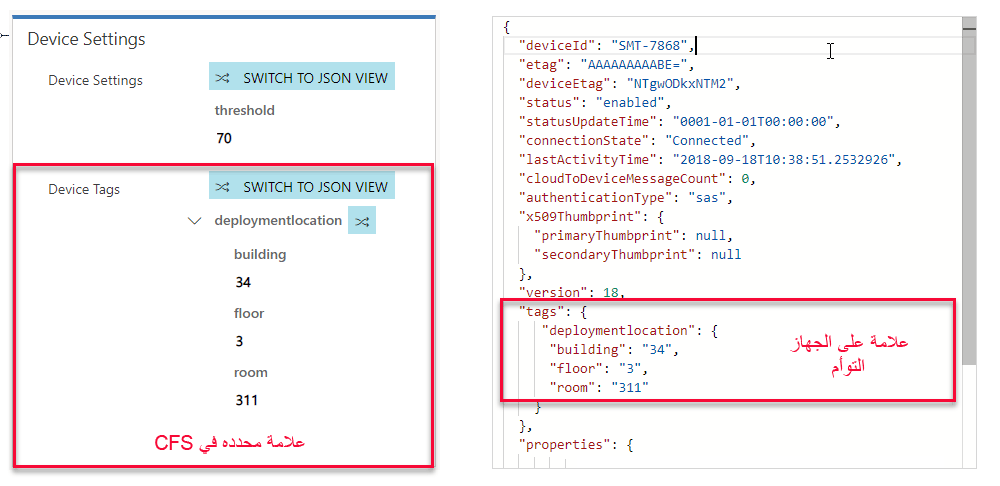 Device Settings
Device Settings
SWITCH TO JSON VIEW
threshold
70
Device Tags
SWITCH TO JSON VIEW
deploymentlocation
building
34
floor
3
room
311
علامة محدده في CFS
{
"deviceId": "SMT-7868",
"etag": "AAAAAAAAABE=",
"deviceEtag": "NTgwODkxNTM2",
"status": "enabled",
"statusUpdateTime": "0001-01-01T00:00:00",
"connectionState": "Connected",
"lastActivityTime": "2018-09-18T10:38:51.2532926",
"cloudToDeviceMessageCount": 0,
"authenticationType": "sas",
"x509Thumbprint": {
"primaryThumbprint": null,
"secondaryThumbprint": null
},
"version": 18,
"tags": {
"deploymentlocation": {
"building": "34",
"floor": "3",
"room": "311"
}
},
"properties": {
علامة على الجهاز
التوأم